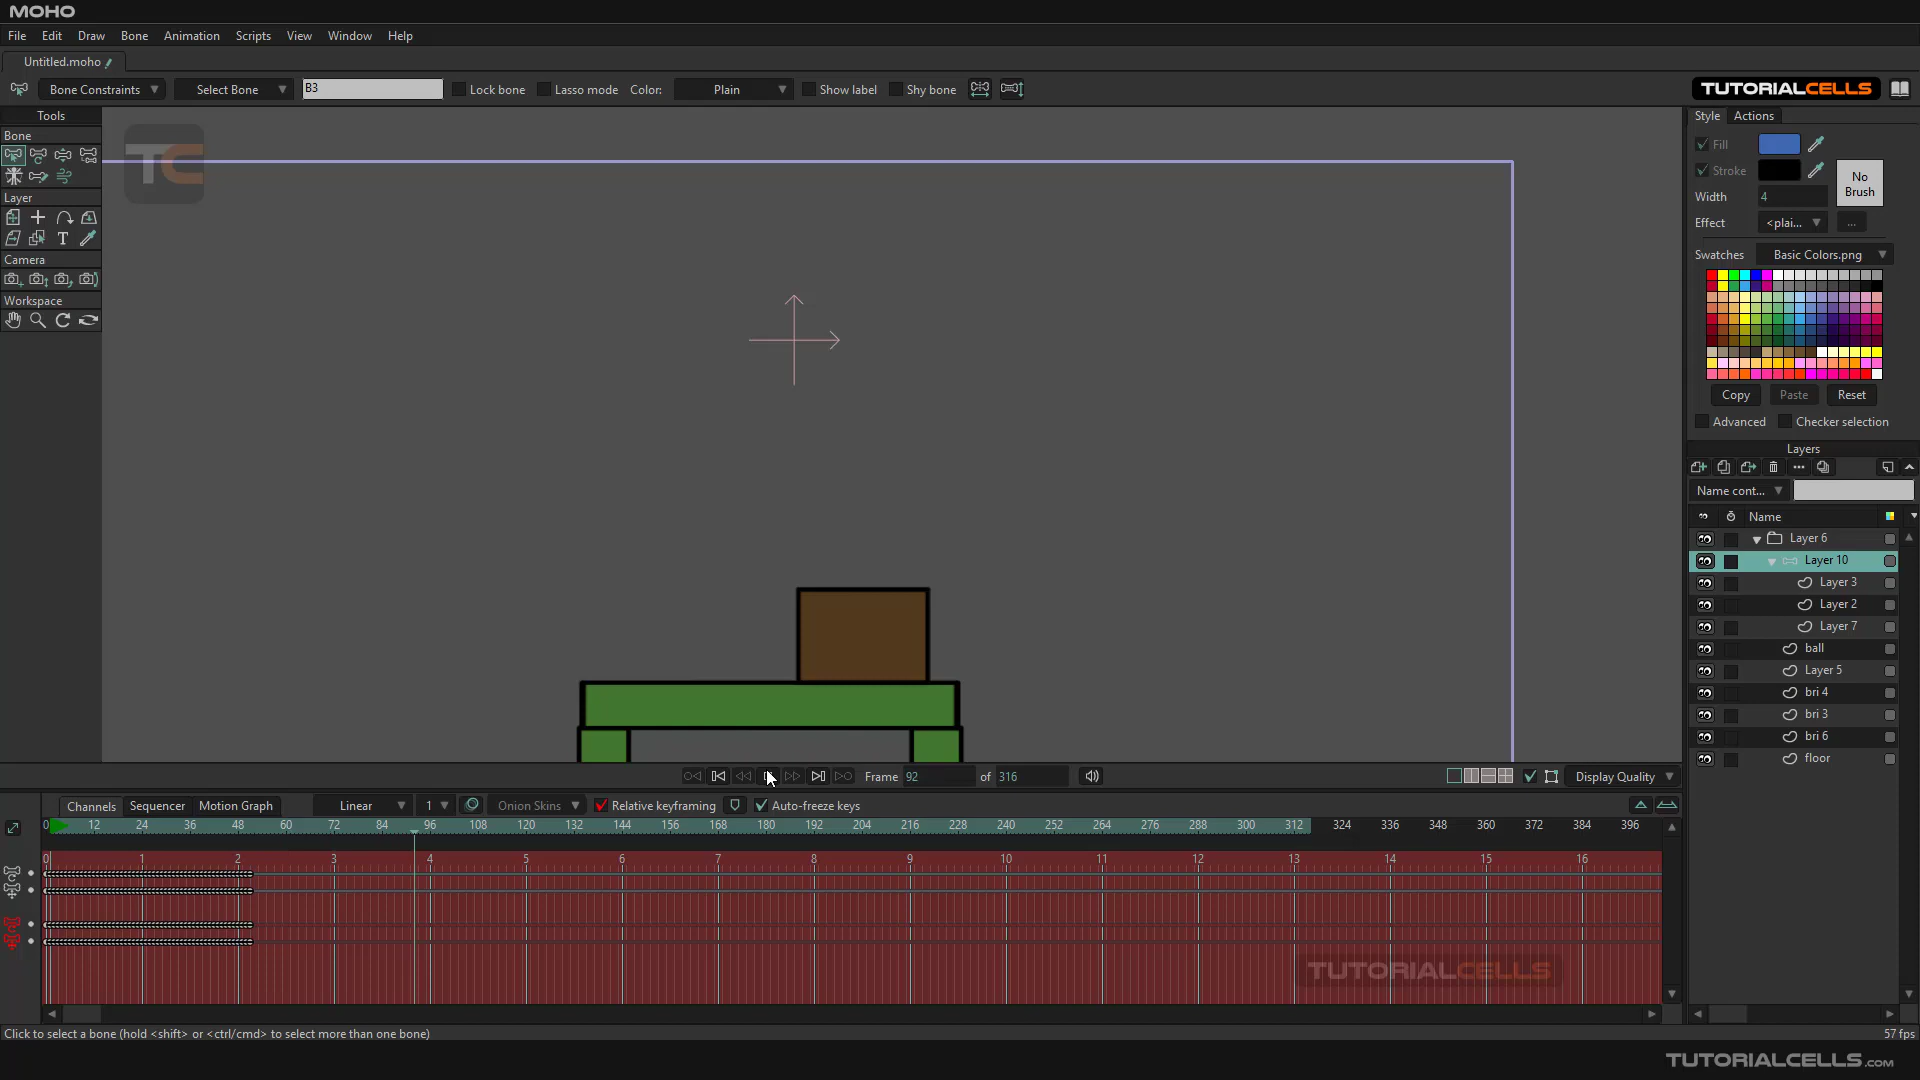 MOHO
File Edit Draw Bone Animation Scripts View Window Help
Untitled.moho
Bone Constraints Select Bone B3 Lock bone Lasso mode Color: Plain Show label Shy bone TUTORIALCELLS
Tools
Bone
Layer
T
Camera
Workspace
TC
Style Actions
Fill
Stroke
No Brush
Width 4
Effect <plai... ...
Swatches Basic Colors.png
Copy Paste Reset
Advanced Checker selection
Layers
Name cont...
Name
Layer 6
Layer 10
Layer 3
Layer 2
Layer 7
ball
Layer 5
bri 4
bri 3
bri 6
floor
Frame 92 of 316 Display Quality
Channels Sequencer Motion Graph Linear 1 Onion Skins Relative keyframing Auto-freeze keys
0 12 24 36 48 60 72 84 96 108 120 132 144 156 168 180 192 204 216 228 240 252 264 276 288 300 312 324 336 348 360 372 384 396
0 1 2 3 4 5 6 7 8 9 10 11 12 13 14 15 16
TUTORIALCELLS
Click to select a bone (hold <shift> or <ctrl/cmd> to select more than one bone) 57 fps
TUTORIALCELLS.COM